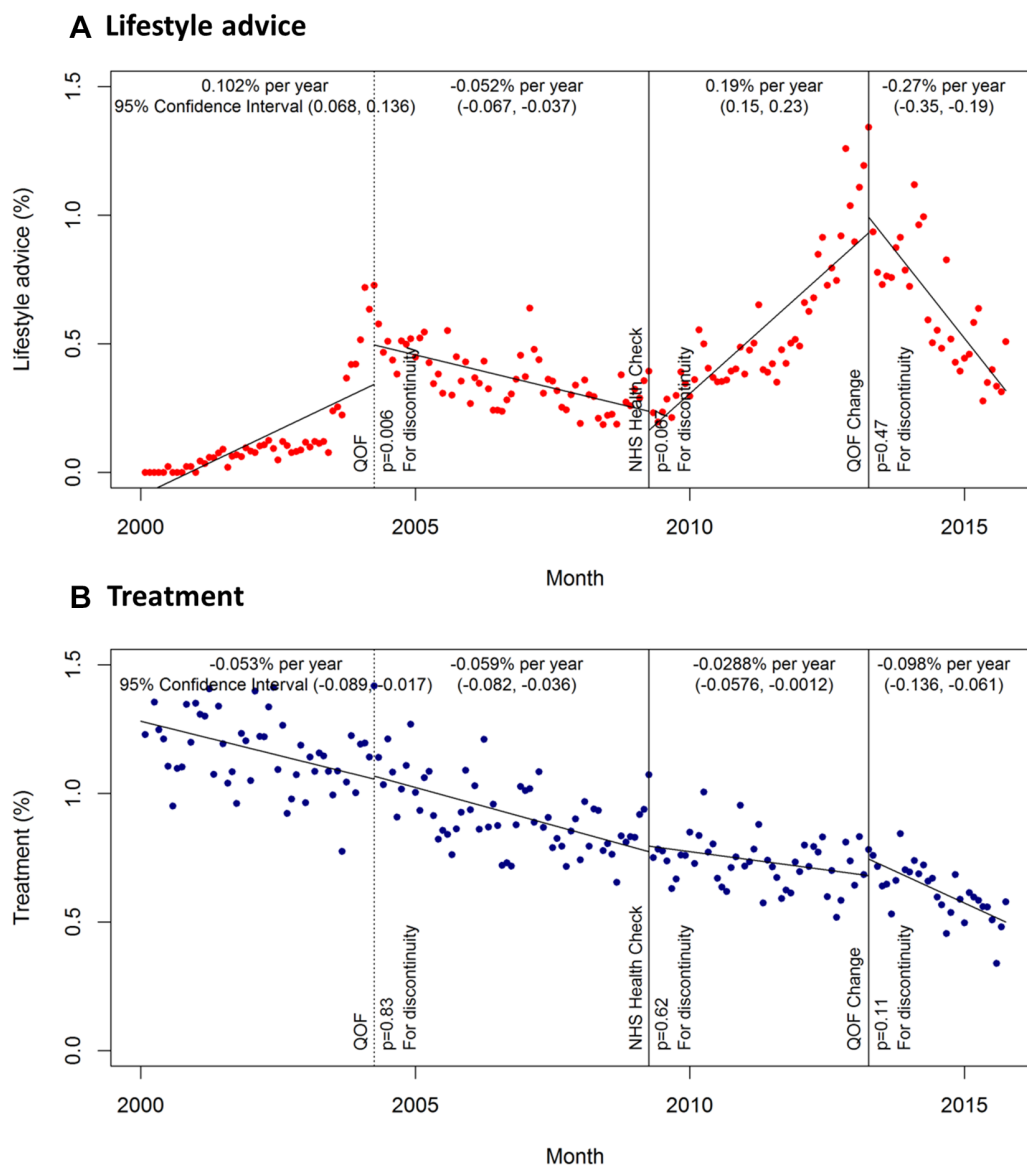 A Lifestyle advice
0.102% per year
95% Confidence Interval (0.068, 0.136)
-0.052% per year
(-0.067, -0.037)
0.19% per year
(0.15, 0.23)
-0.27% per year
(-0.35, -0.19)
Lifestyle advice (%)
1.5
1.0
0.5
0.0
QOF
p=0.006
For discontinuity
NHS Health Check
For discontinuity
QOF Change
p=0.47
For discontinuity
2000
2005
2010
2015
Month
B Treatment
-0.053% per year
95% Confidence Interval (-0.089, -0.017)
-0.059% per year
(-0.082, -0.036)
-0.0288% per year
(-0.0576, -0.0012)
-0.098% per year
(-0.136, -0.061)
Treatment (%)
1.5
1.0
0.5
0.0
QOF
p=0.83
For discontinuity
NHS Health Check
p=0.62
For discontinuity
QOF Change
p=0.11
For discontinuity
2000
2005
2010
2015
Month